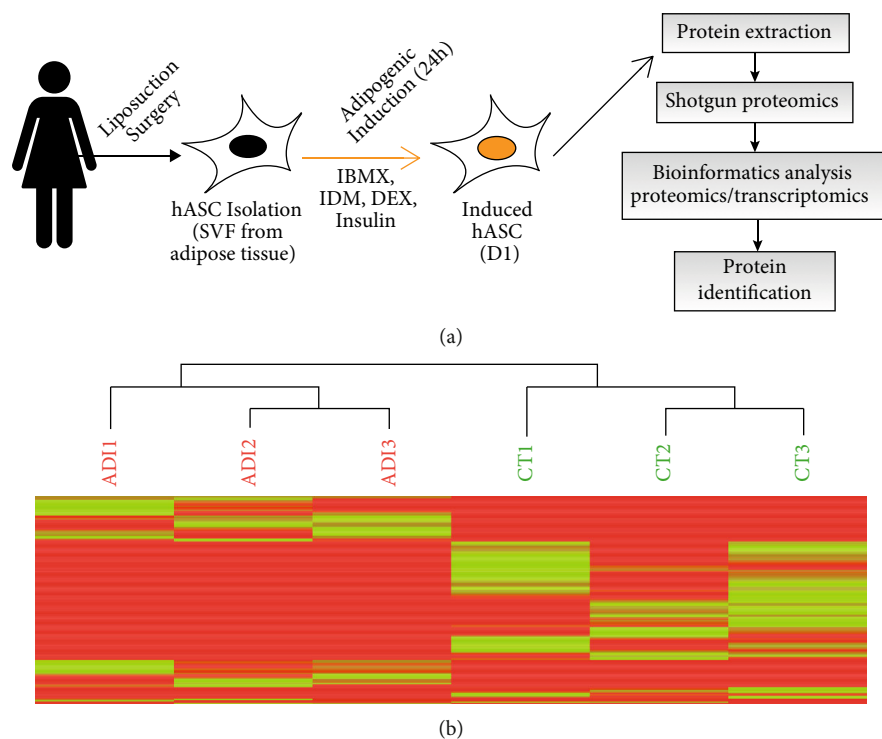 Liposuction
Surgery
hASC Isolation
(SVF from
adipose tissue)
Adipogenic
Induction (24h)
IBMX,
IDM, DEX,
Insulin
Induced
hASC
(D1)
Protein extraction
Shotgun proteomics
Bioinformatics analysis
proteomics/transcriptomics
Protein
identification
(a)
ADI1
ADI2
ADI3
CT1
CT2
CT3
(b)